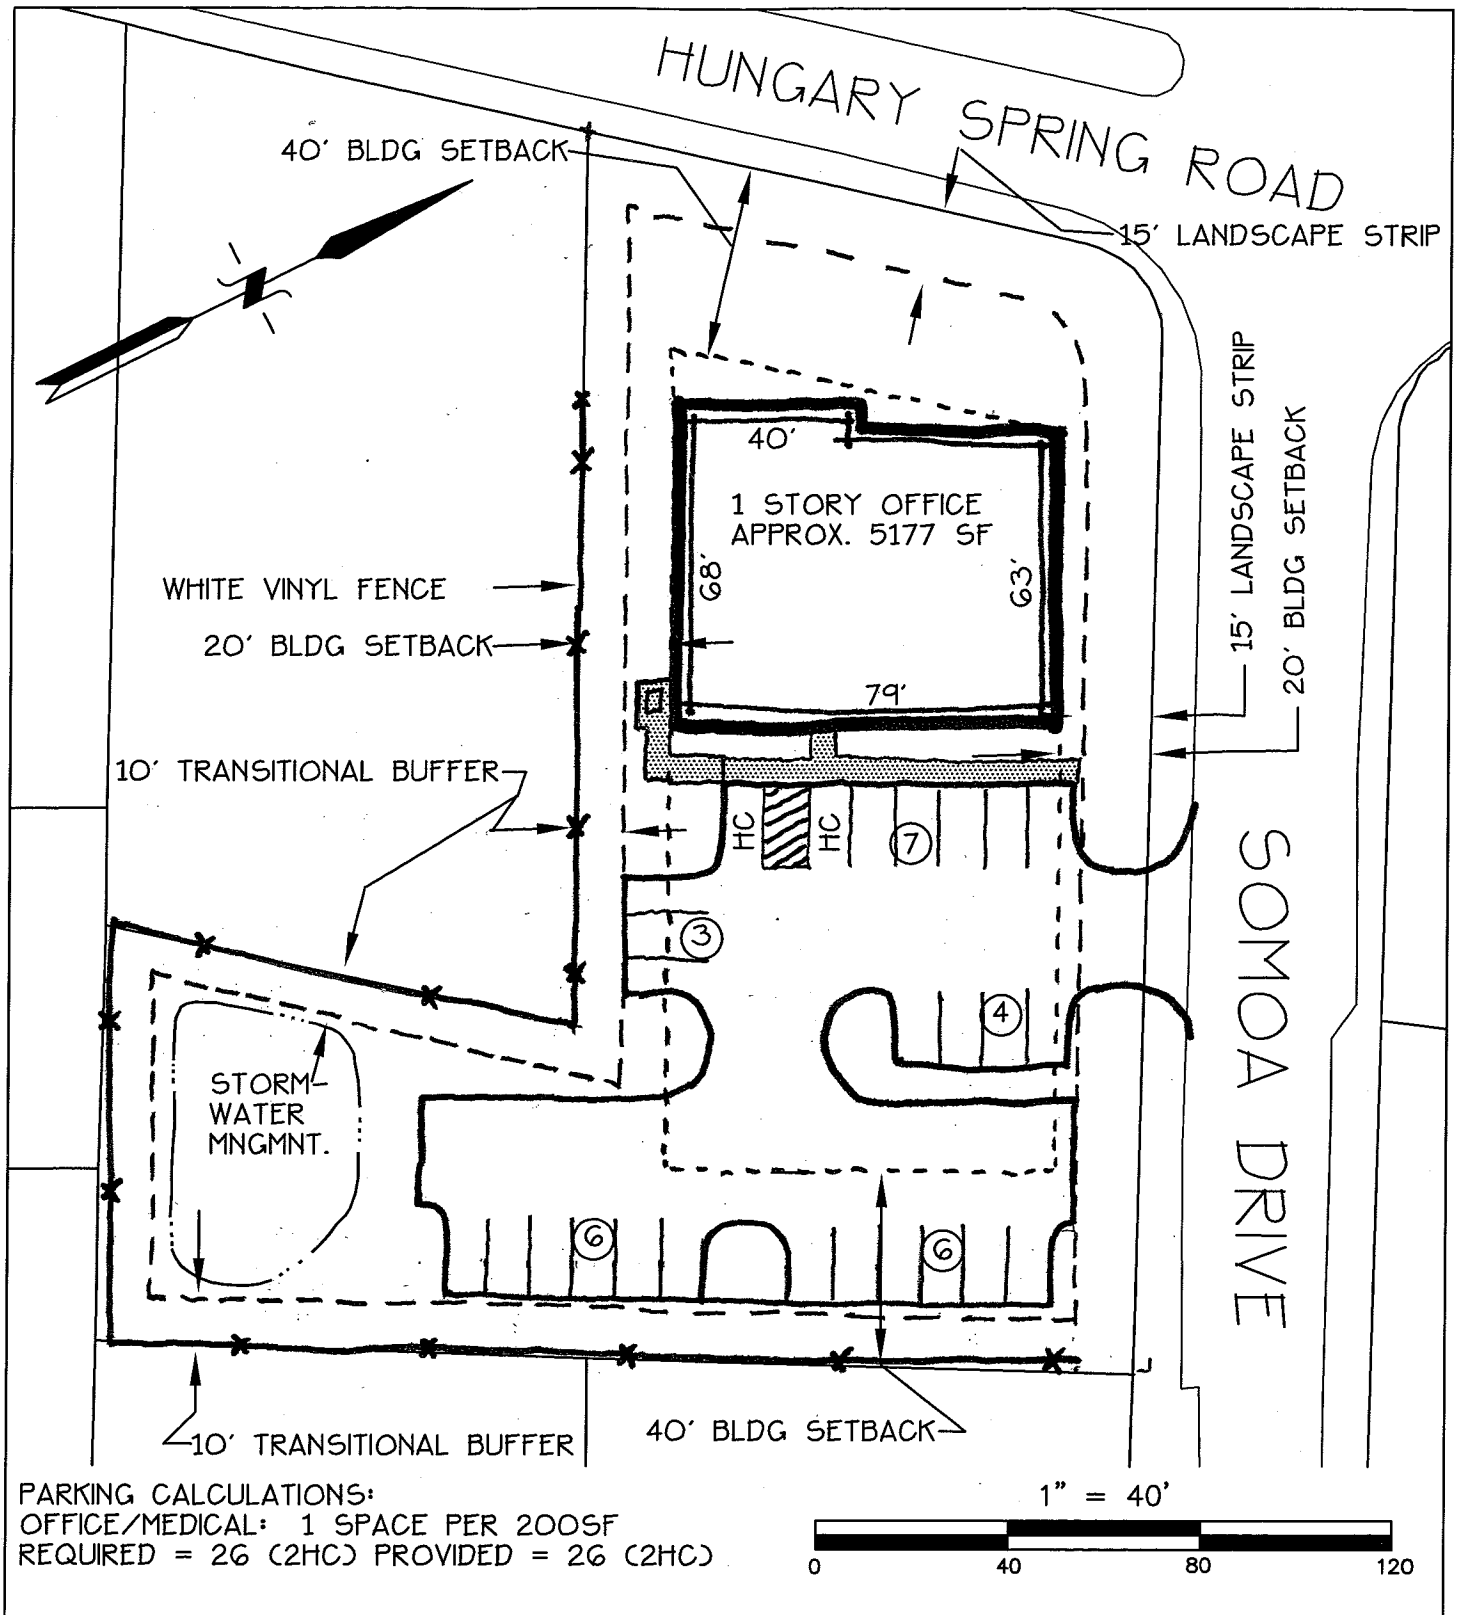 HUNGARY SPRING ROAD
40' BLDG SETBACK
15' LANDSCAPE STRIP
15' LANDSCAPE STRIP
20' BLDG SETBACK
40'
1 STORY OFFICE
APPROX. 5177 SF
68'
63'
WHITE VINYL FENCE
20' BLDG SETBACK
79'
10' TRANSITIONAL BUFFER
HC
HC
7
3
4
SOMOA DRIVE
STORM-
WATER
MNGMNT.
6
6
10' TRANSITIONAL BUFFER
40' BLDG SETBACK
PARKING CALCULATIONS:
OFFICE/MEDICAL: 1 SPACE PER 200SF
REQUIRED = 26 (2HC) PROVIDED = 26 (2HC)
1" = 40'
0 40 80 120